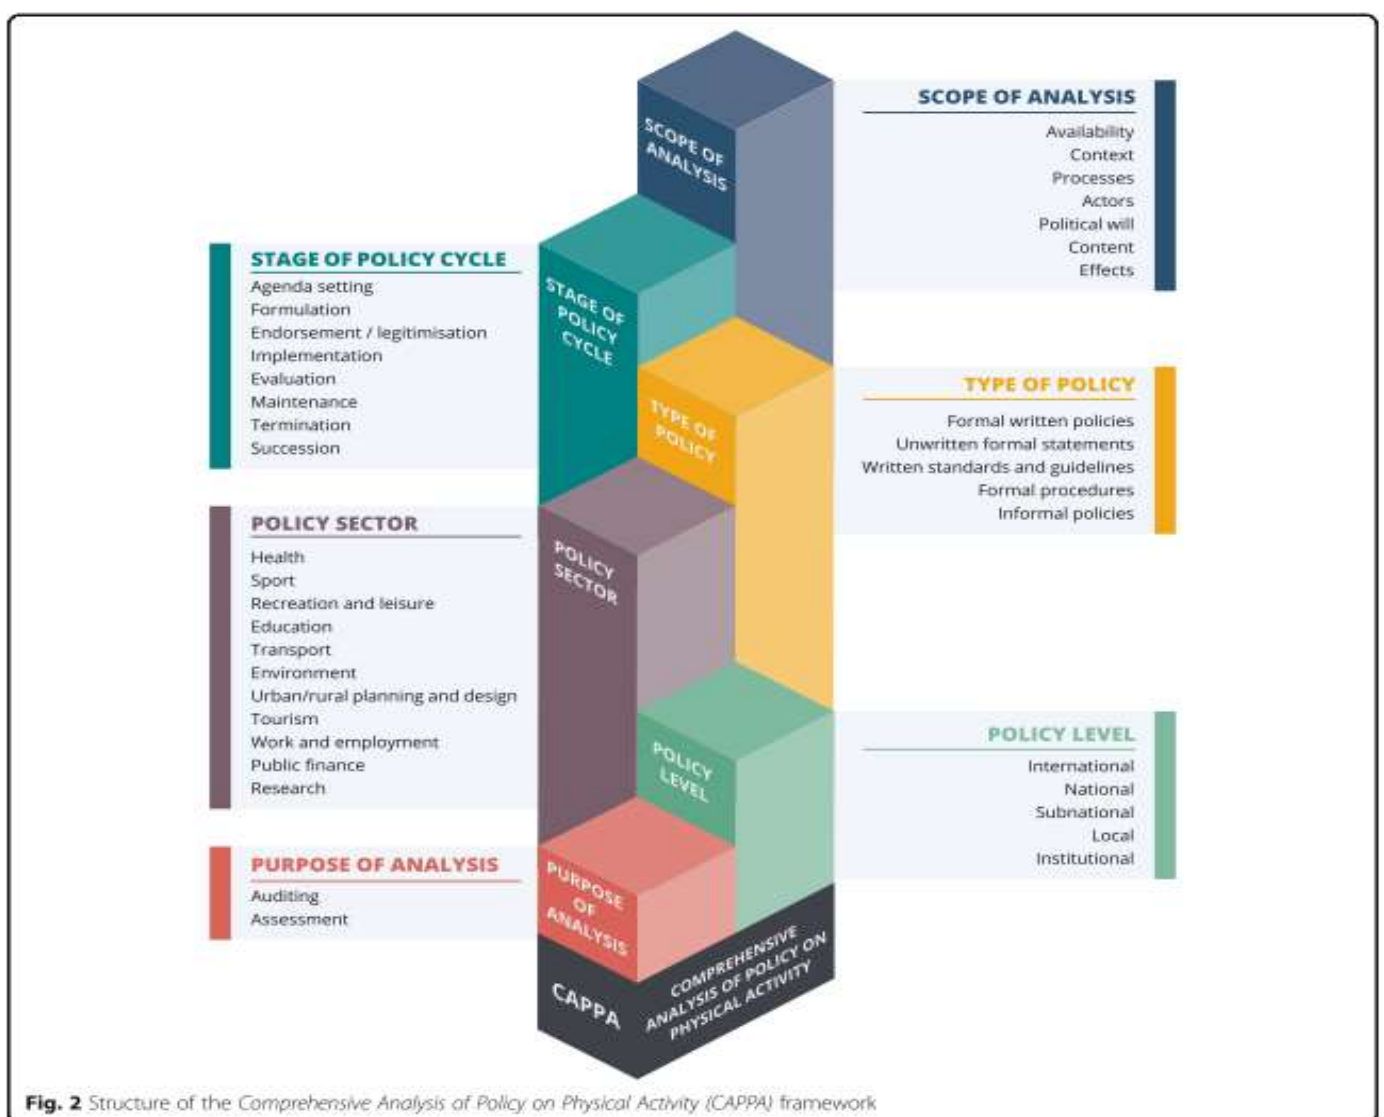 SCOPE OF
ANALYSIS
SCOPE OF ANALYSIS
Availability
Context
Processes
Actors
Political will
Content
Effects
STAGE OF POLICY CYCLE
Agenda setting
Formulation
Endorsement / legitimisation
Implementation
Evaluation
Maintenance
Termination
Succession
STAGE OF
POLICY
CYCLE
TYPE OF
POLICY
TYPE OF POLICY
Formal written policies
Unwritten formal statements
Written standards and guidelines
Formal procedures
Informal policies
POLICY SECTOR
Health
Sport
Recreation and leisure
Education
Transport
Environment
Urban/rural planning and design
Tourism
Work and employment
Public finance
Research
POLICY
SECTOR
POLICY
LEVEL
POLICY LEVEL
International
National
Subnational
Local
Institutional
PURPOSE OF ANALYSIS
Auditing
Assessment
PURPOSE
OF
ANALYSIS
CAPPA
COMPREHENSIVE
ANALYSIS OF POLICY ON
PHYSICAL ACTIVITY
Fig. 2 Structure of the Comprehensive Analysis of Policy on Physical Activity (CAPPA) framework